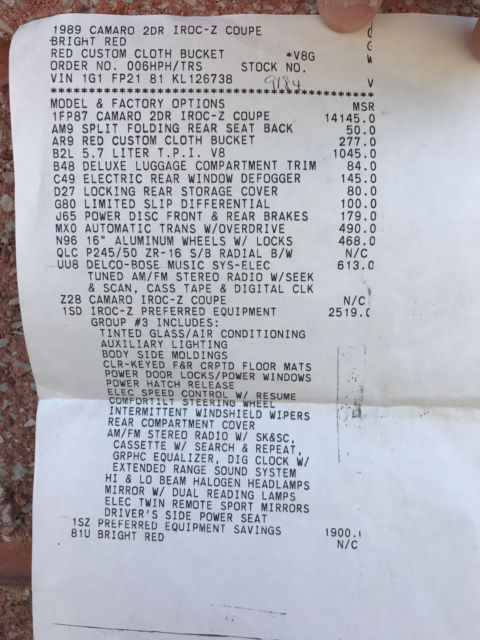 1989 CAMARO 2DR IROC-Z COUPE
BRIGHT RED
RED CUSTOM CLOTH BUCKET *V8G
ORDER NO. 006HPH/TRS STOCK NO.
VIN 1G1 FP21 81 KL126738 9184 V
****************************************
MODEL & FACTORY OPTIONS MSR
1FP87 CAMARO 2DR IROC-Z COUPE 14145.0
AM9 SPLIT FOLDING REAR SEAT BACK 50.0
AR9 RED CUSTOM CLOTH BUCKET 277.0
B2L 5.7 LITER T.P.I. V8 1045.0
B48 DELUXE LUGGAGE COMPARTMENT TRIM 84.0
C49 ELECTRIC REAR WINDOW DEFOGGER 145.0
D27 LOCKING REAR STORAGE COVER 80.0
G80 LIMITED SLIP DIFFERENTIAL 100.0
J65 POWER DISC FRONT & REAR BRAKES 179.0
MX0 AUTOMATIC TRANS W/OVERDRIVE 490.0
N96 16" ALUMINUM WHEELS W/ LOCKS 468.0
QLC P245/50 ZR-16 S/B RADIAL B/W N/C
UU8 DELCO-BOSE MUSIC SYS-ELEC 613.0
TUNED AM/FM STEREO RADIO W/SEEK
& SCAN, CASS TAPE & DIGITAL CLK
Z28 CAMARO IROC-Z COUPE N/C
1SD IROC-Z PREFERRED EQUIPMENT 2519.0
GROUP #3 INCLUDES:
TINTED GLASS/AIR CONDITIONING
AUXILIARY LIGHTING
BODY SIDE MOLDINGS
CLR-KEYED F&R CRPTD FLOOR MATS
POWER DOOR LOCKS/POWER WINDOWS
POWER HATCH RELEASE
ELEC SPEED CONTROL W/ RESUME
COMFORTILT STEERING WHEEL
INTERMITTENT WINDSHIELD WIPERS
REAR COMPARTMENT COVER
AM/FM STEREO RADIO W/ SK&SC,
CASSETTE W/ SEARCH & REPEAT,
GRPHC EQUALIZER, DIG CLOCK W/
EXTENDED RANGE SOUND SYSTEM
HI & LO BEAM HALOGEN HEADLAMPS
MIRROR W/ DUAL READING LAMPS
ELEC TWIN REMOTE SPORT MIRRORS
DRIVER'S SIDE POWER SEAT
1SZ PREFERRED EQUIPMENT SAVINGS 1900.
81U BRIGHT RED N/C